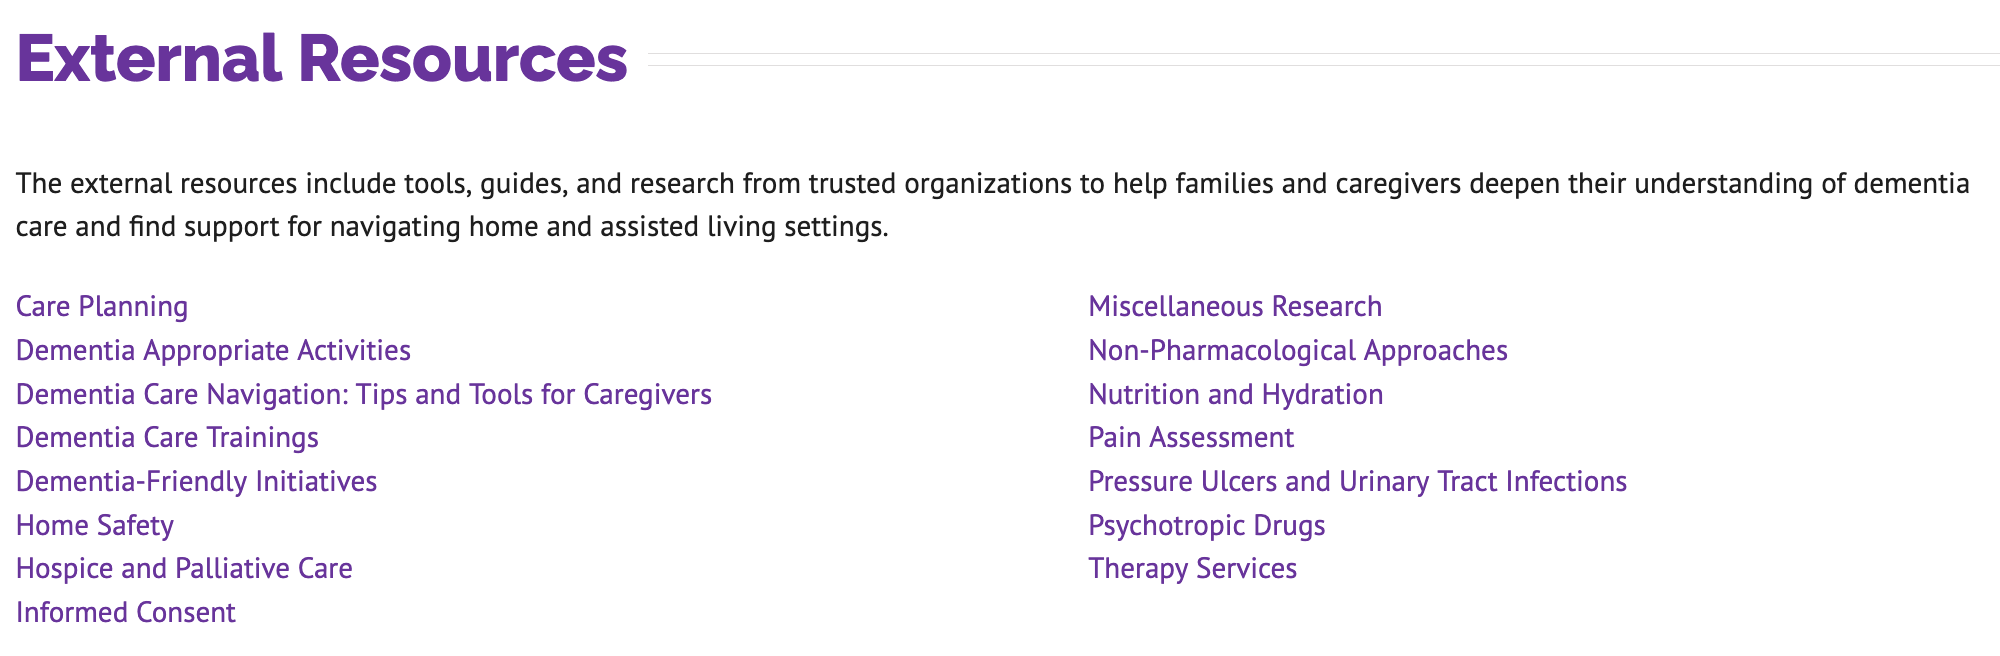 External Resources
The external resources include tools, guides, and research from trusted organizations to help families and caregivers deepen their understanding of dementia
care and find support for navigating home and assisted living settings.
Care Planning
Dementia Appropriate Activities
Dementia Care Navigation: Tips and Tools for Caregivers
Dementia Care Trainings
Dementia-Friendly Initiatives
Home Safety
Hospice and Palliative Care
Informed Consent
Miscellaneous Research
Non-Pharmacological Approaches
Nutrition and Hydration
Pain Assessment
Pressure Ulcers and Urinary Tract Infections
Psychotropic Drugs
Therapy Services